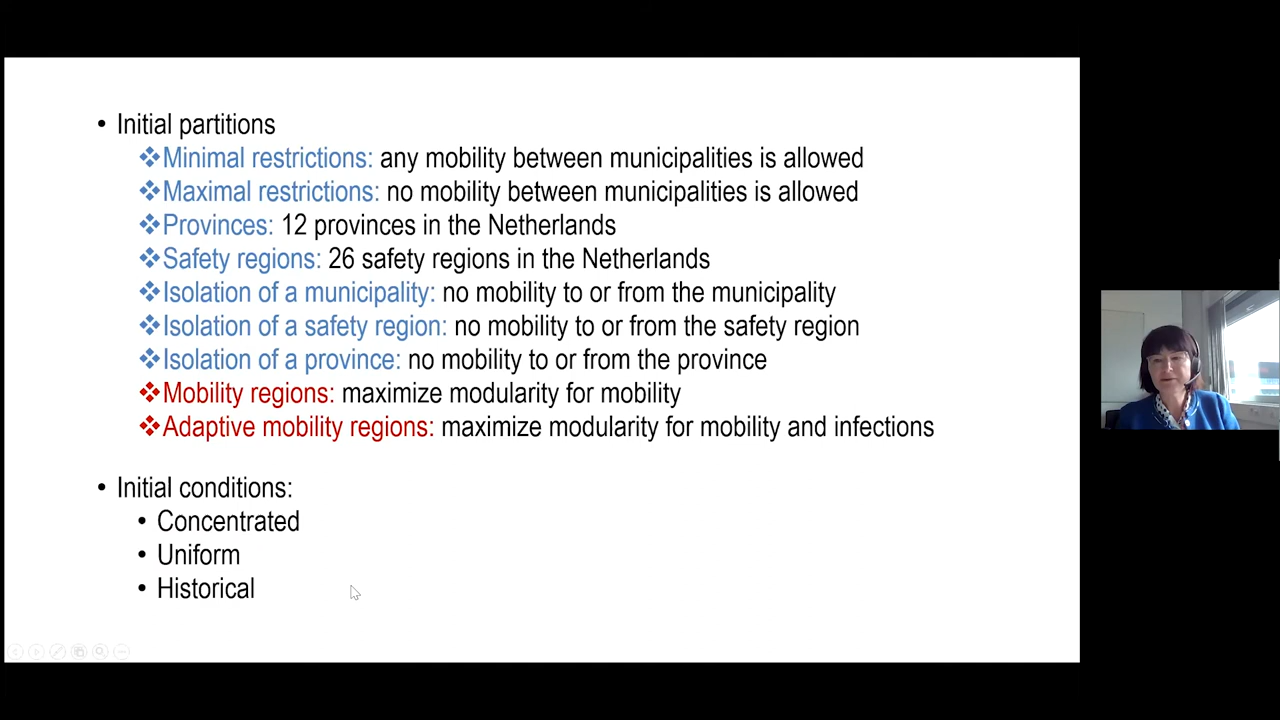 • Initial partitions
❖Minimal restrictions: any mobility between municipalities is allowed
❖Maximal restrictions: no mobility between municipalities is allowed
❖Provinces: 12 provinces in the Netherlands
❖Safety regions: 26 safety regions in the Netherlands
❖Isolation of a municipality: no mobility to or from the municipality
❖Isolation of a safety region: no mobility to or from the safety region
❖Isolation of a province: no mobility to or from the province
❖Mobility regions: maximize modularity for mobility
❖Adaptive mobility regions: maximize modularity for mobility and infections
• Initial conditions:
• Concentrated
• Uniform
• Historical